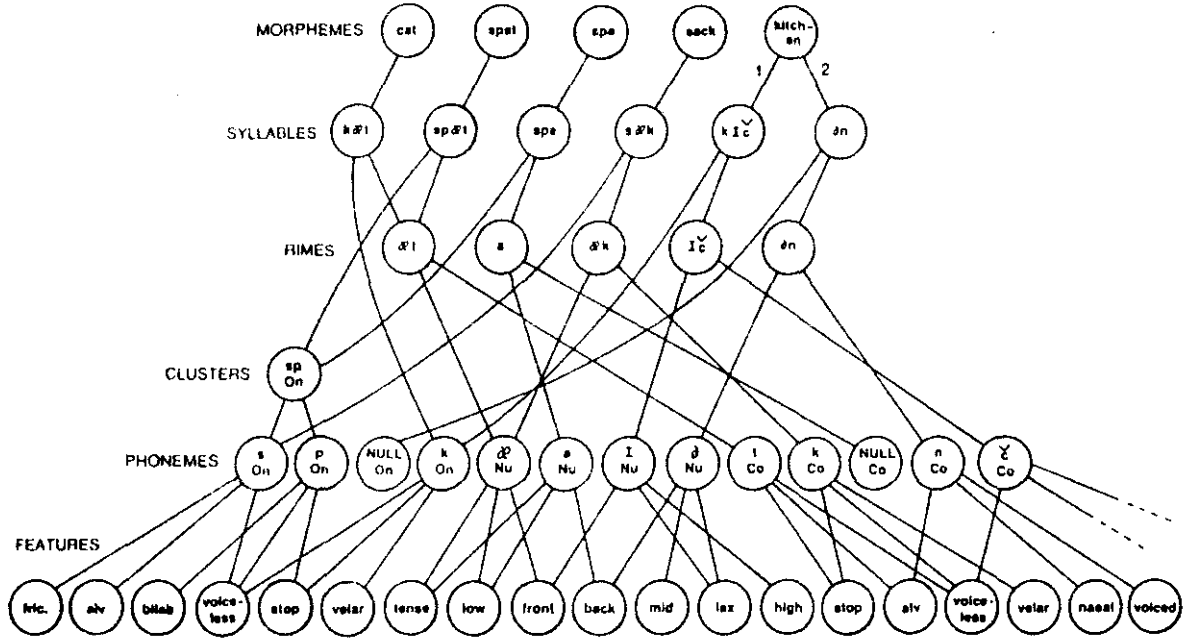 MORPHEMES cat spat spa sack kitch-
en
1 2
SYLLABLES kæt spæt spa sæk kIč ən
RIMES æt a æk Ič ən
CLUSTERS sp
On
PHONEMES s p NULL k æ a I ə t k NULL n č
On On On On Nu Nu Nu Nu Co Co Co Co Co
FEATURES
fric. alv bilab voice-
less stop velar tense low front back mid lax high stop alv voice-
less velar nasal voiced